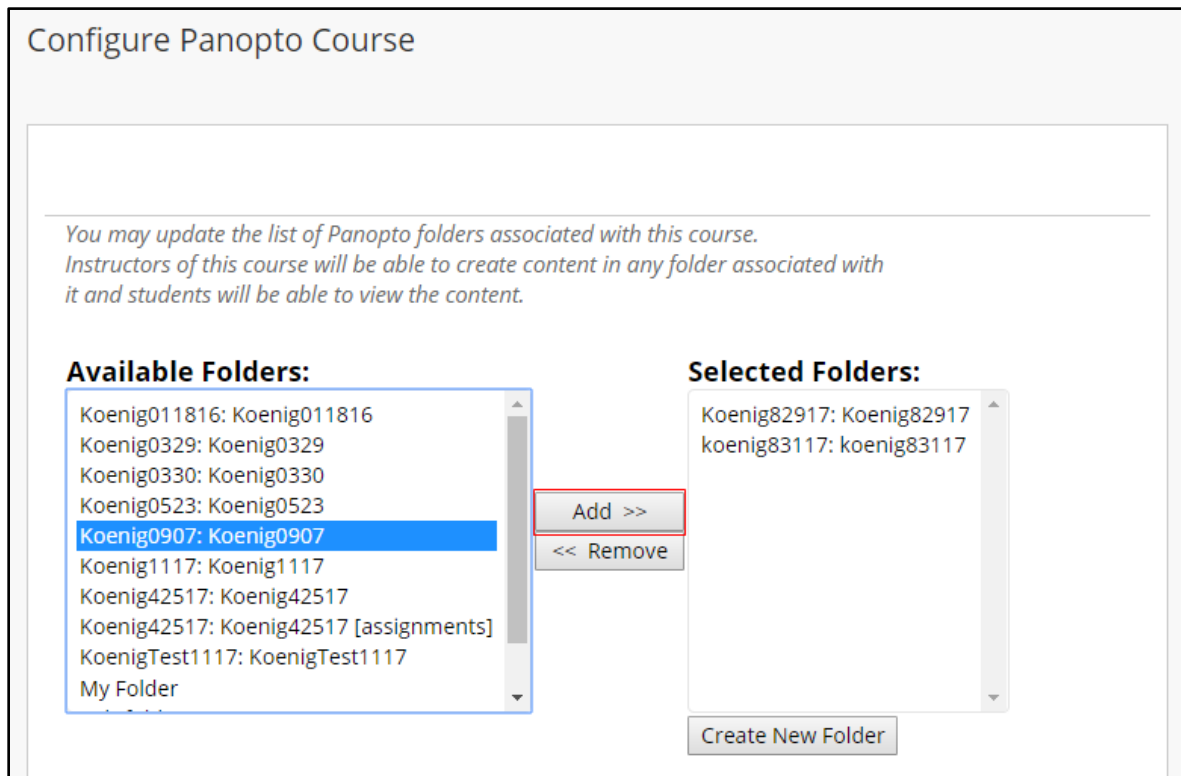 Configure Panopto Course
You may update the list of Panopto folders associated with this course.
Instructors of this course will be able to create content in any folder associated with
it and students will be able to view the content.
Available Folders:
Koenig011816: Koenig011816
Koenig0329: Koenig0329
Koenig0330: Koenig0330
Koenig0523: Koenig0523
Koenig0907: Koenig0907
Koenig1117: Koenig1117
Koenig42517: Koenig42517
Koenig42517: Koenig42517 [assignments]
KoenigTest1117: KoenigTest1117
My Folder
Add >>
<< Remove
Selected Folders:
Koenig82917: Koenig82917
koenig83117: koenig83117
Create New Folder